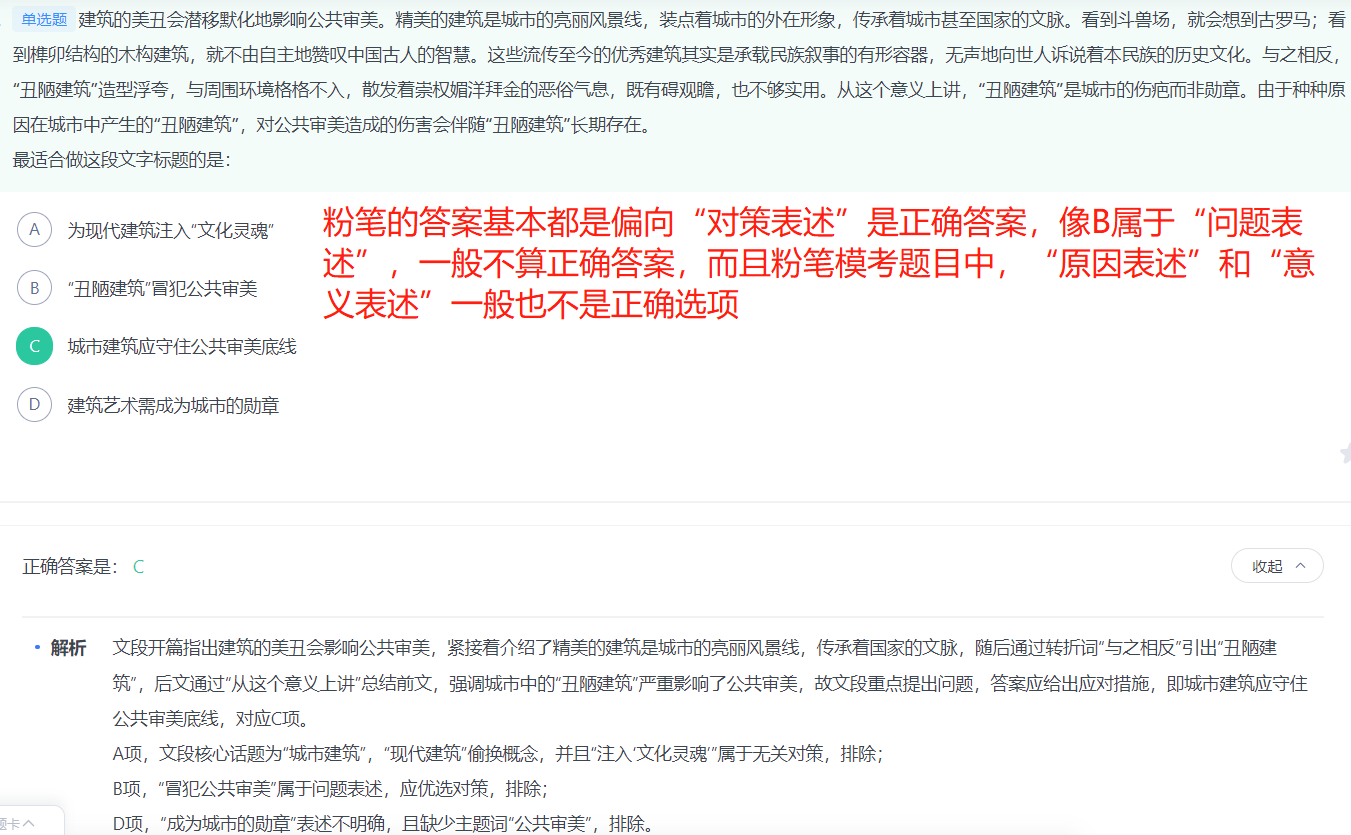 单选题 建筑的美丑会潜移默化地影响公共审美。精美的建筑是城市的亮丽风景线，装点着城市的外在形象，传承着城市甚至国家的文脉。看到斗兽场，就会想到古罗马；看
到榫卯结构的木构建筑，就不由自主地赞叹中国古人的智慧。这些流传至今的优秀建筑其实是承载民族叙事的有形容器，无声地向世人诉说着本民族的历史文化。与之相反，
“丑陋建筑”造型浮夸，与周围环境格格不入，散发着崇权媚洋拜金的恶俗气息，既有碍观瞻，也不够实用。从这个意义上讲，“丑陋建筑”是城市的伤疤而非勋章。由于种种原
因在城市中产生的“丑陋建筑”，对公共审美造成的伤害会伴随“丑陋建筑”长期存在。
最适合做这段文字标题的是：
A 为现代建筑注入“文化灵魂”
B “丑陋建筑”冒犯公共审美
C 城市建筑应守住公共审美底线
D 建筑艺术需成为城市的勋章
粉笔的答案基本都是偏向“对策表述”是正确答案，像B属于“问题表
述”，一般不算正确答案，而且粉笔模考题目中，“原因表述”和“意
义表述”一般也不是正确选项
正确答案是： C
收起
解析 文段开篇指出建筑的美丑会影响公共审美，紧接着介绍了精美的建筑是城市的亮丽风景线，传承着国家的文脉，随后通过转折词“与之相反”引出“丑陋建
筑”，后文通过“从这个意义上讲”总结前文，强调城市中的“丑陋建筑”严重影响了公共审美，故文段重点提出问题，答案应给出应对措施，即城市建筑应守住
公共审美底线，对应C项。
A项，文段核心话题为“城市建筑”，“现代建筑”偷换概念，并且“注入‘文化灵魂’”属于无关对策，排除；
B项，“冒犯公共审美”属于问题表述，应优选对策，排除；
D项，“成为城市的勋章”表述不明确，且缺少主题词“公共审美”，排除。
题卡